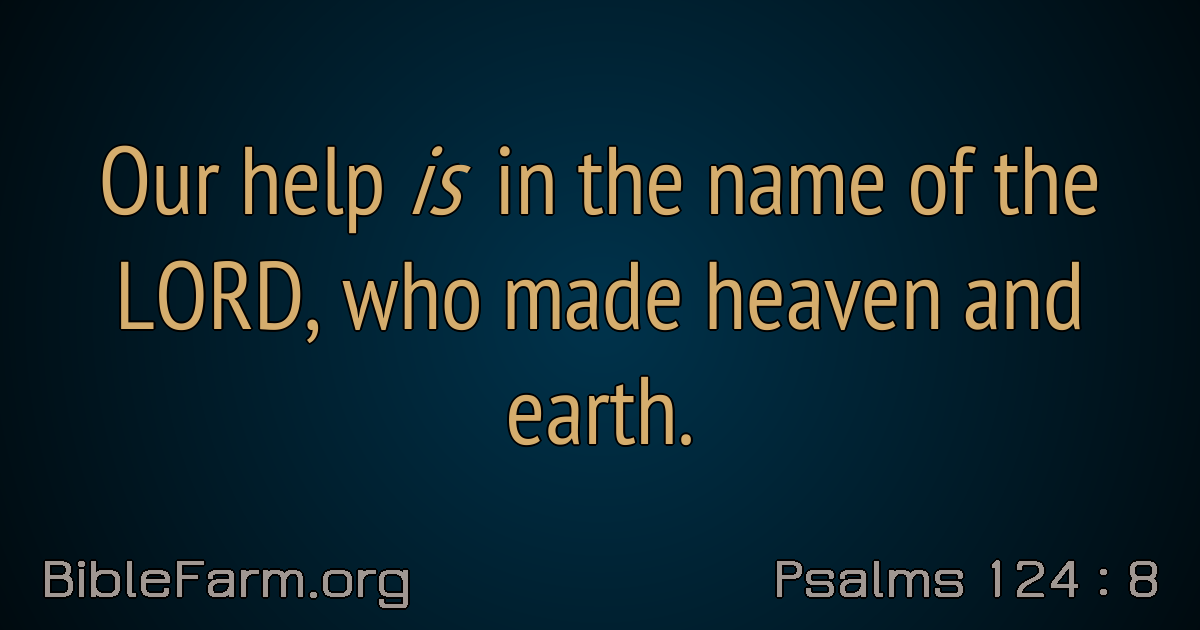 Our help is in the name of the
LORD, who made heaven and
earth.
BibleFarm.org
Psalms 124 : 8